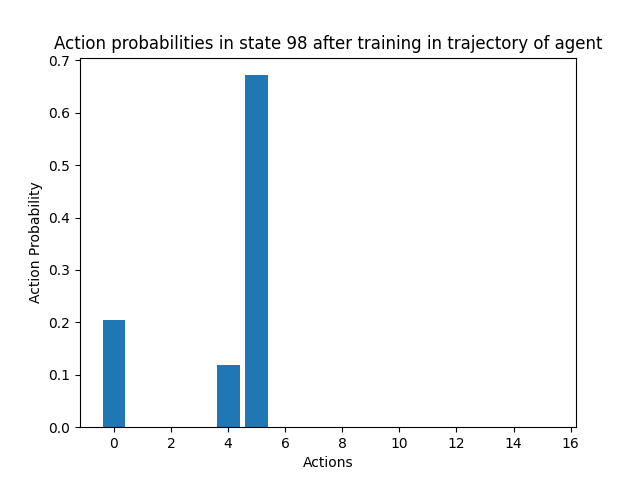 Action probabilities in state 98 after training in trajectory of agent
0.7
0.6
0.5
0.4
0.3
0.2
0.1
0.0
Action Probability
0 2 4 6 8 10 12 14 16
Actions